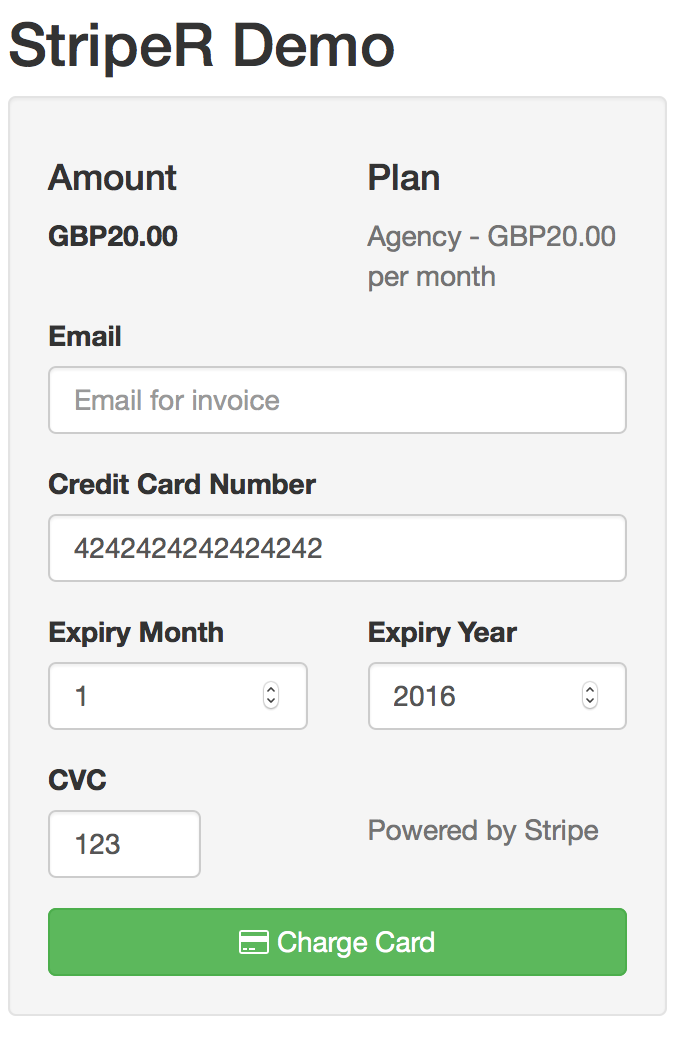 StripeR Demo
Amount
GBP20.00
Plan
Agency - GBP20.00
per month
Email
Email for invoice
Credit Card Number
4242424242424242
Expiry Month
1
Expiry Year
2016
CVC
123
Powered by Stripe
Charge Card